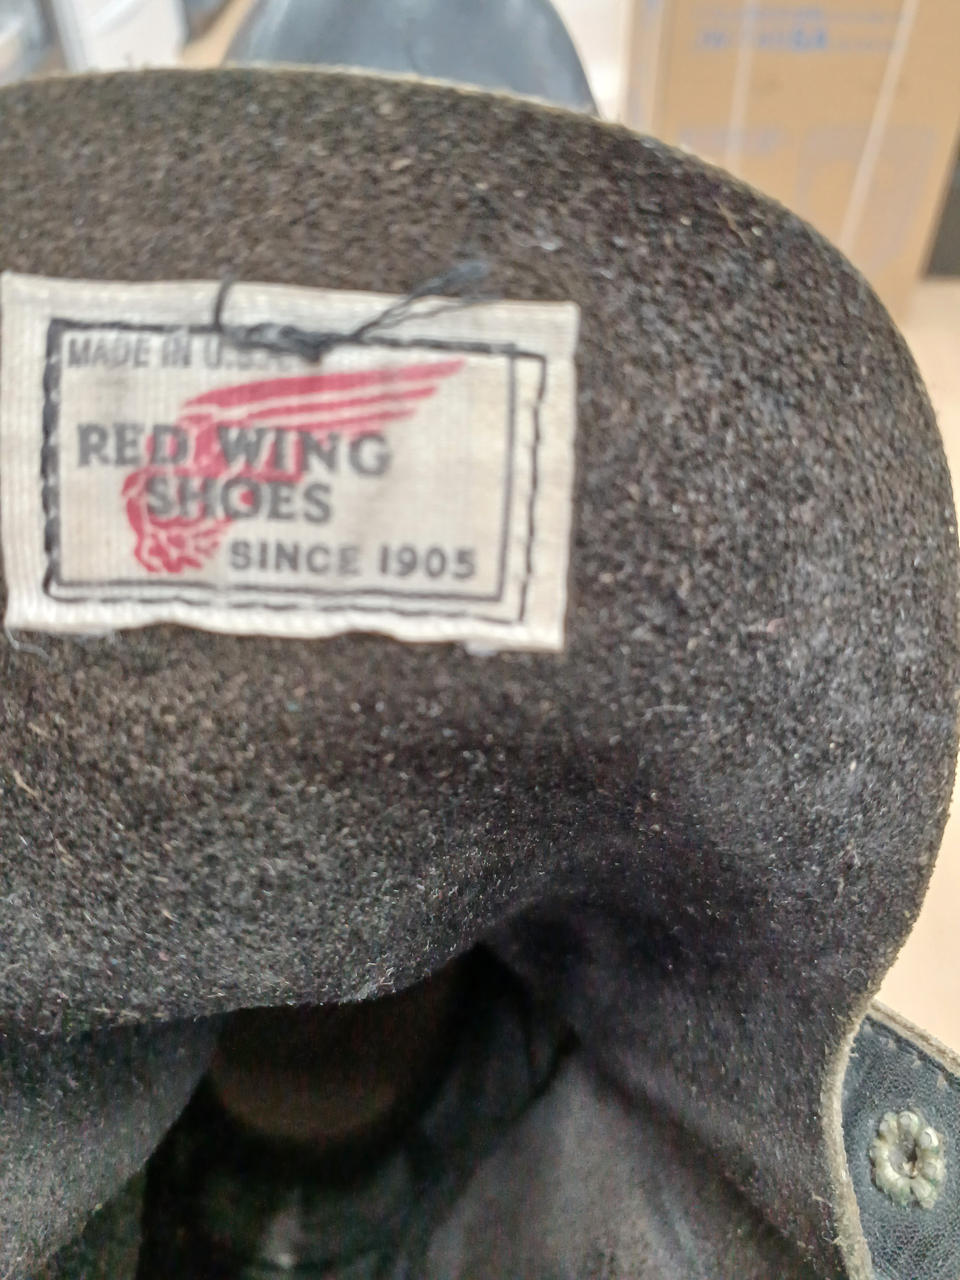 MADE IN U.S.A.
RED WING
SHOES
SINCE 1905